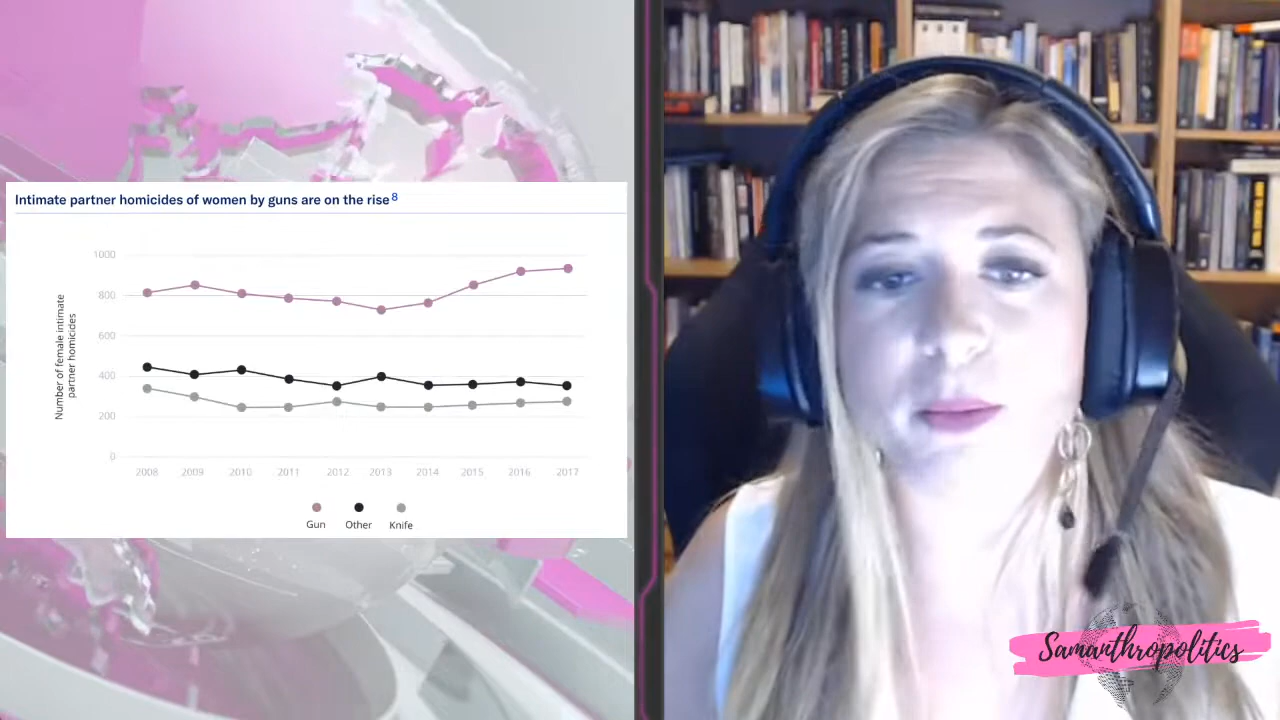 Intimate partner homicides of women by guns are on the rise8
Number of female intimate
partner homicides
1000
800
600
400
200
0
2008 2009 2010 2011 2012 2013 2014 2015 2016 2017
Gun Other Knife
Samanthropolitics